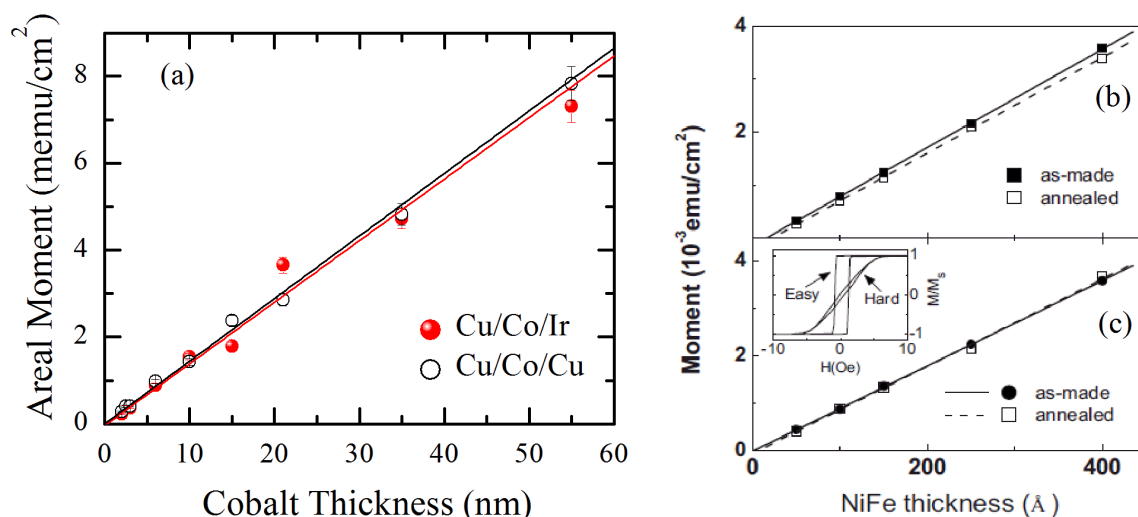 (a)
Areal Moment (memu/cm²)
8
6
4
2
0
Cu/Co/Ir
Cu/Co/Cu
0 10 20 30 40 50 60
Cobalt Thickness (nm)
Moment (10⁻³ emu/cm²)
4
(b)
2
as-made
annealed
4
(c)
Easy
Hard
1
0
-1
M/Mₛ
-10 0 10
H(Oe)
2
as-made
annealed
0
0 200 400
NiFe thickness (Å)